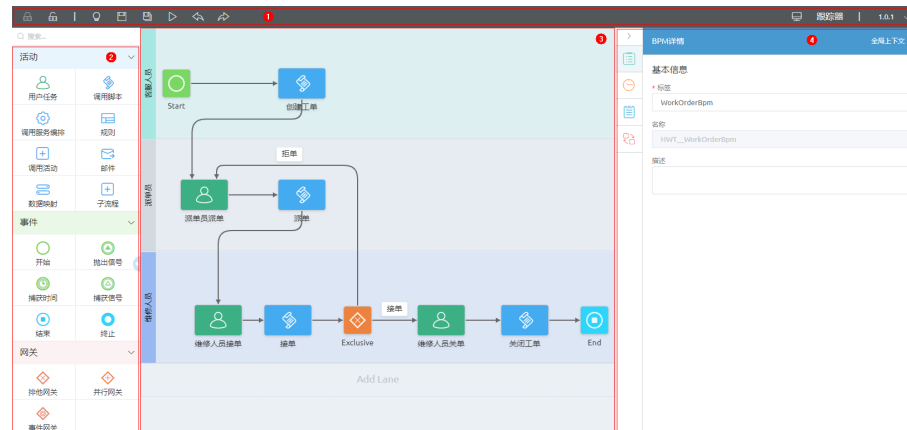 1
跟踪器
1.0.1
搜索...
活动
2
用户任务
调用脚本
调用服务编排
规则
调用活动
邮件
数据映射
子流程
事件
开始
抛出信号
捕获时间
捕获信号
结束
终止
网关
排他网关
并行网关
事件网关
3
客服人员
Start
创建工单
派单员
拒单
派单员派单
派单
维修人员
维修人员接单
接单
Exclusive
接单
维修人员关单
关闭工单
End
Add Lane
BPM详情
4
全局上下文
基本信息
* 标签
WorkOrderBpm
名称
HWT__WorkOrderBpm
描述